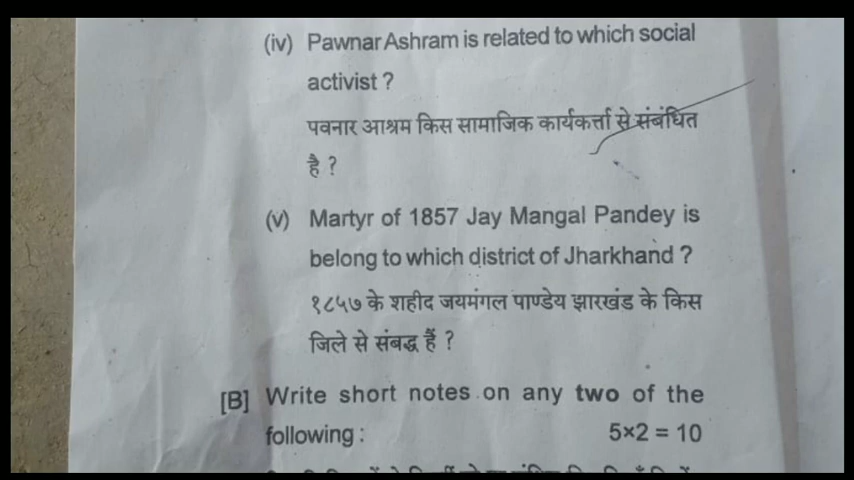 (iv) Pawnar Ashram is related to which social
activist ?
पवनार आश्रम किस सामाजिक कार्यकर्त्ता से संबंधित
है ?
(v) Martyr of 1857 Jay Mangal Pandey is
belong to which district of Jharkhand ?
१८५७ के शहीद जयमंगल पाण्डेय झारखंड के किस
जिले से संबद्ध हैं ?
[B] Write short notes on any two of the
following : 5×2 = 10